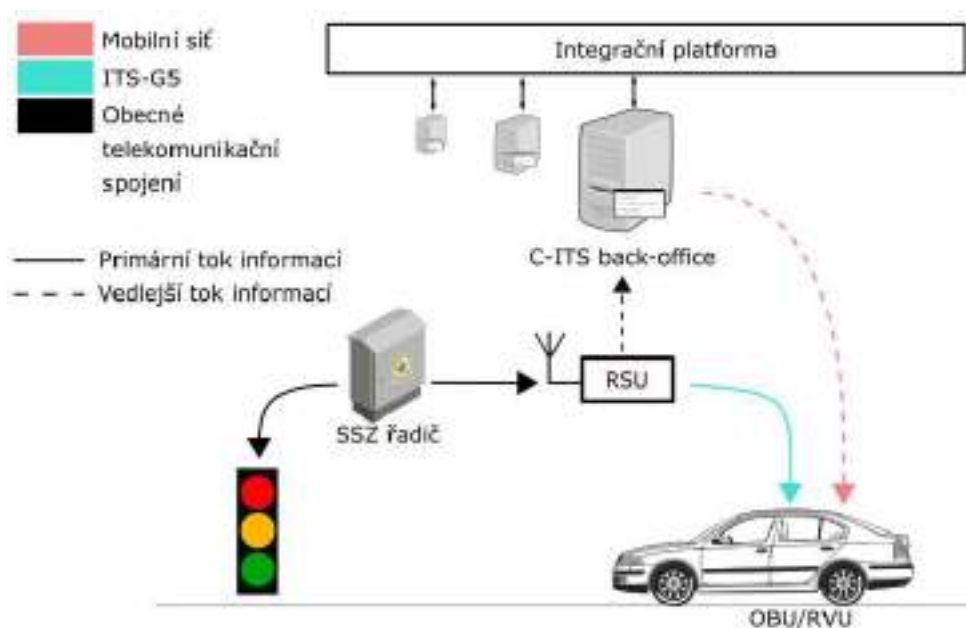 Mobilní síť
ITS-G5
Obecné
telekomunikační
spojení
Integrační platforma
C-ITS back-office
Primární tok informací
Vedlejší tok informací
RSU
SSZ řadič
OBU/RVU